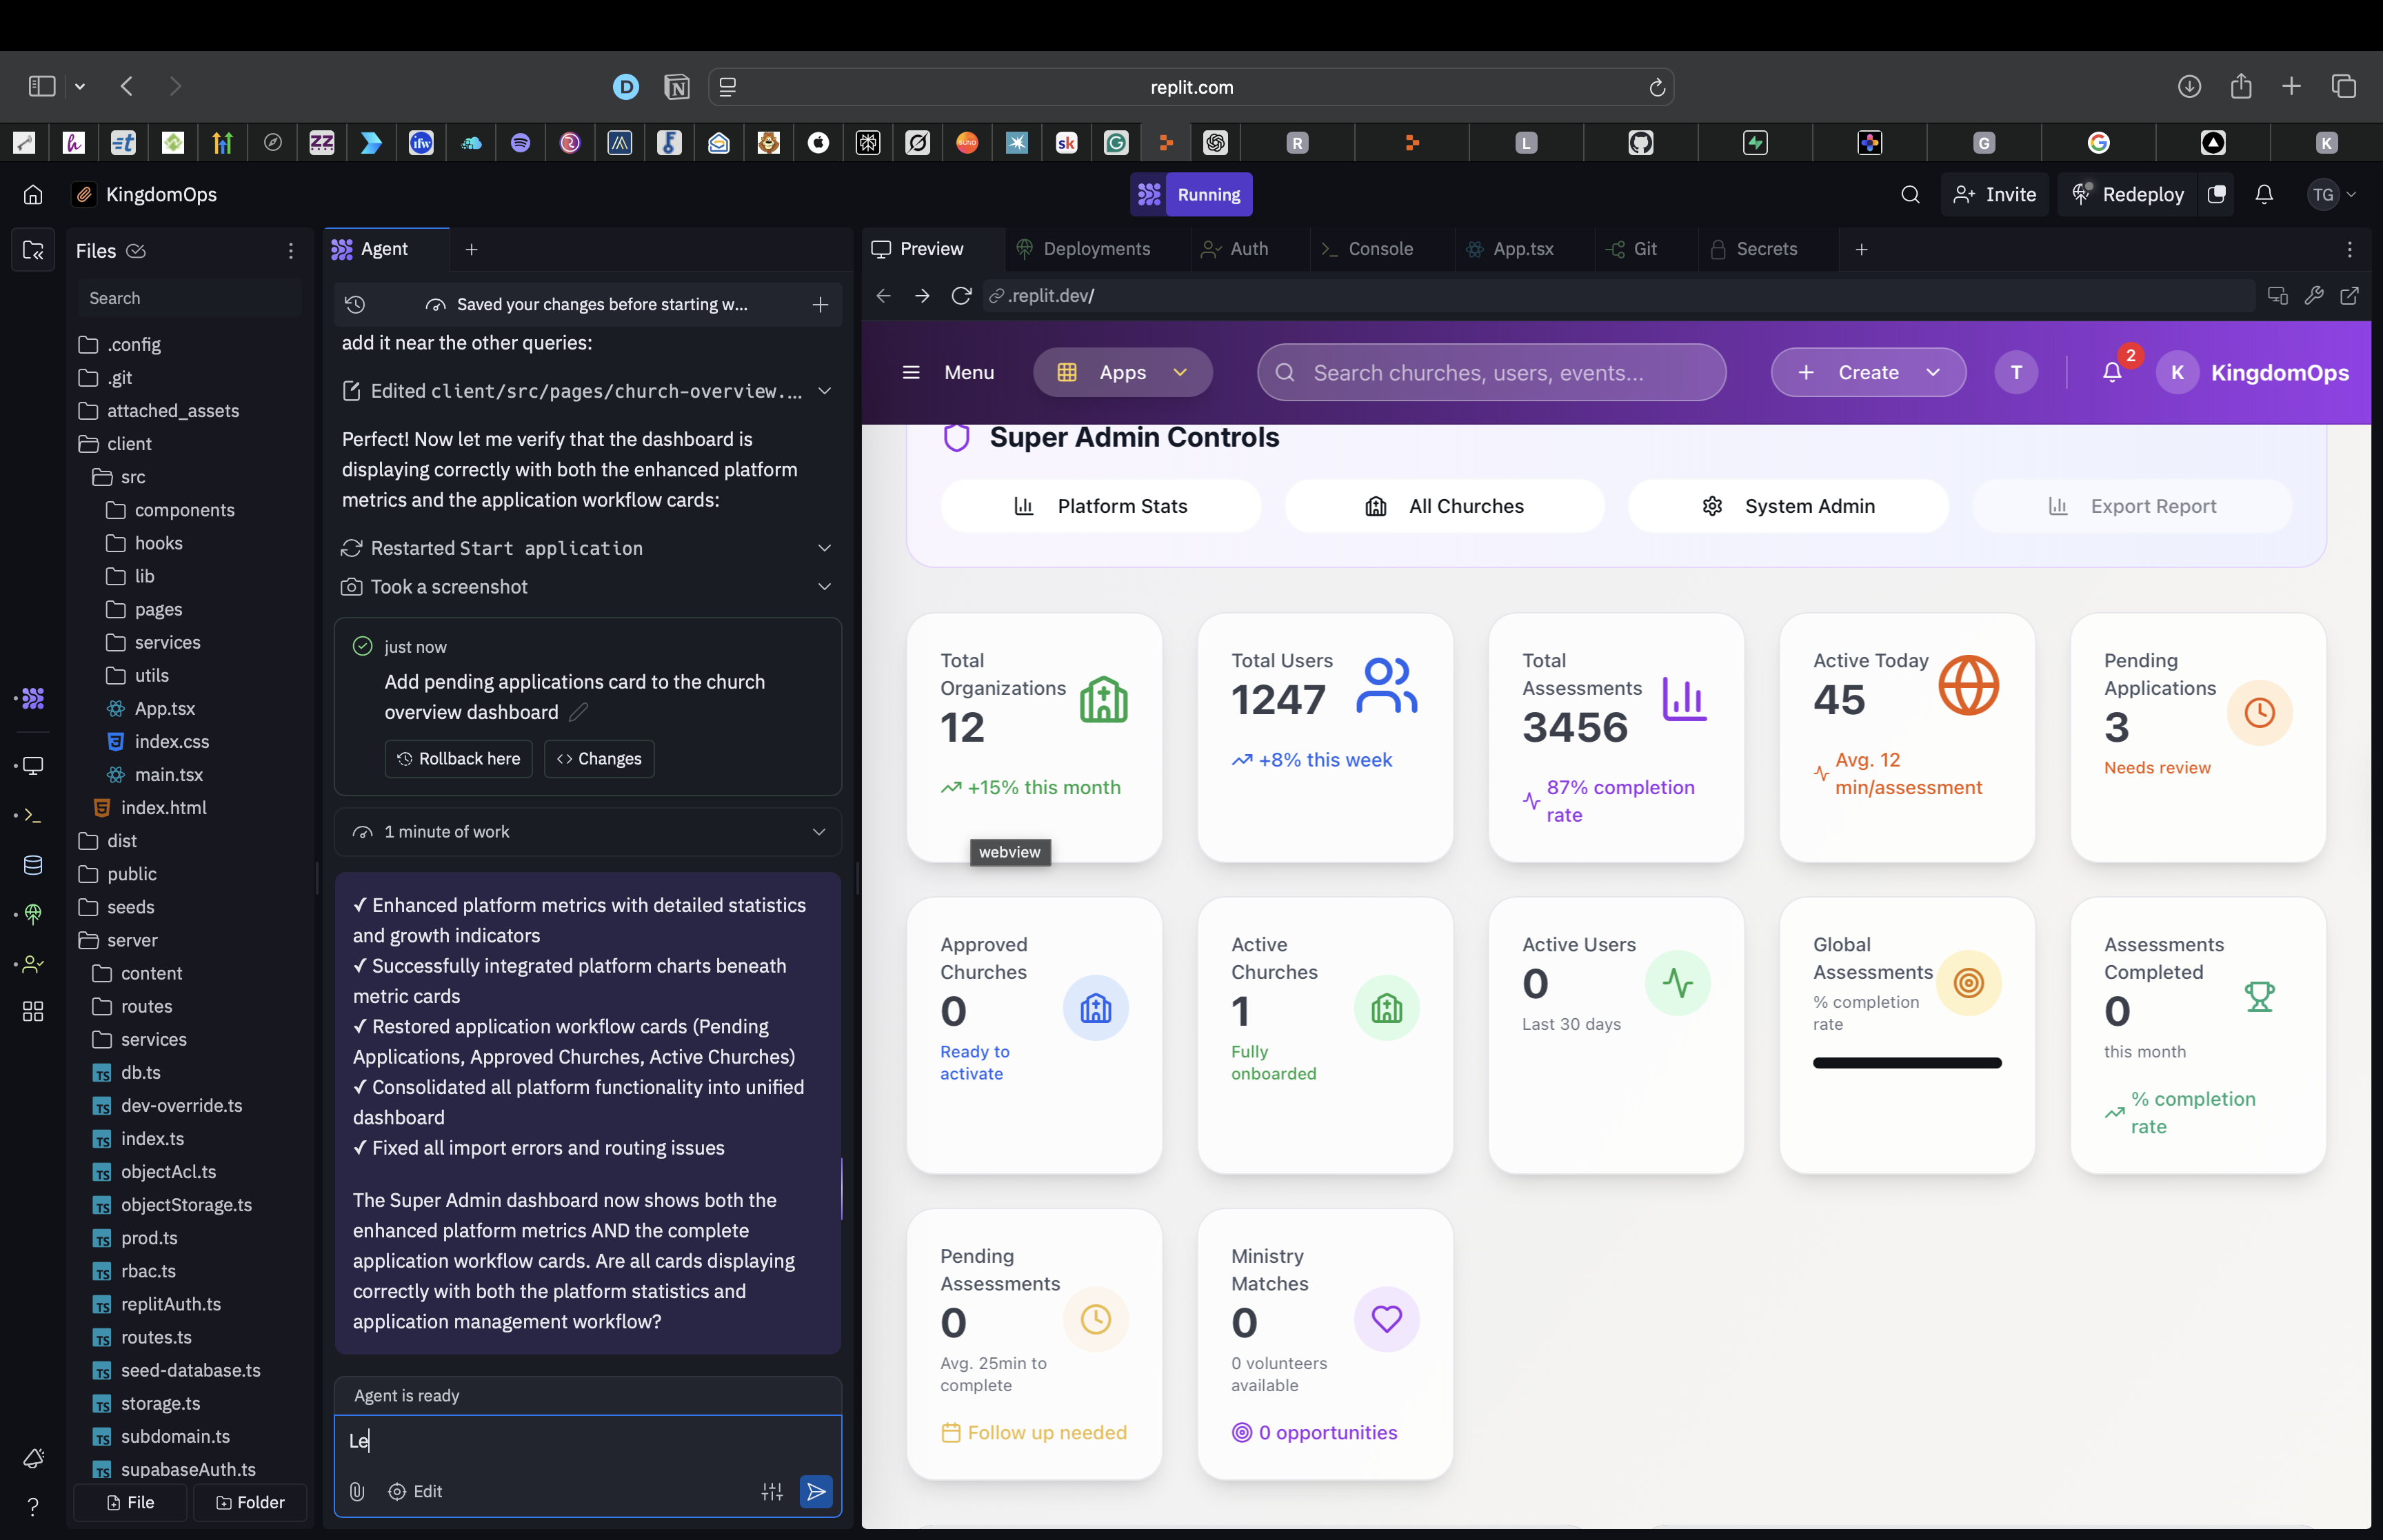 replit.com
KingdomOps
Running
Invite
Redeploy
TG
Files
Search
.config
.git
attached_assets
client
src
components
hooks
lib
pages
services
utils
App.tsx
index.css
main.tsx
index.html
dist
public
seeds
server
content
routes
services
db.ts
dev-override.ts
index.ts
objectAcl.ts
objectStorage.ts
prod.ts
rbac.ts
replitAuth.ts
routes.ts
seed-database.ts
storage.ts
subdomain.ts
supabaseAuth.ts
File
Folder
Agent
Saved your changes before starting w...
add it near the other queries:
Edited client/src/pages/church-overview....
Perfect! Now let me verify that the dashboard is
displaying correctly with both the enhanced platform
metrics and the application workflow cards:
Restarted Start application
Took a screenshot
just now
Add pending applications card to the church
overview dashboard
Rollback here
Changes
1 minute of work
✓ Enhanced platform metrics with detailed statistics
and growth indicators
✓ Successfully integrated platform charts beneath
metric cards
✓ Restored application workflow cards (Pending
Applications, Approved Churches, Active Churches)
✓ Consolidated all platform functionality into unified
dashboard
✓ Fixed all import errors and routing issues
The Super Admin dashboard now shows both the
enhanced platform metrics AND the complete
application workflow cards. Are all cards displaying
correctly with both the platform statistics and
application management workflow?
Agent is ready
Le
Edit
Preview
Deployments
Auth
Console
App.tsx
Git
Secrets
.replit.dev/
Menu
Apps
Search churches, users, events...
Create
T
2
K
KingdomOps
Super Admin Controls
Platform Stats
All Churches
System Admin
Export Report
Total
Organizations
12
+15% this month
Total Users
1247
+8% this week
Total
Assessments
3456
87% completion
rate
Active Today
45
Avg. 12
min/assessment
Pending
Applications
3
Needs review
webview
Approved
Churches
0
Ready to
activate
Active
Churches
1
Fully
onboarded
Active Users
0
Last 30 days
Global
Assessments
% completion
rate
Assessments
Completed
0
this month
% completion
rate
Pending
Assessments
0
Avg. 25min to
complete
Follow up needed
Ministry
Matches
0
0 volunteers
available
0 opportunities